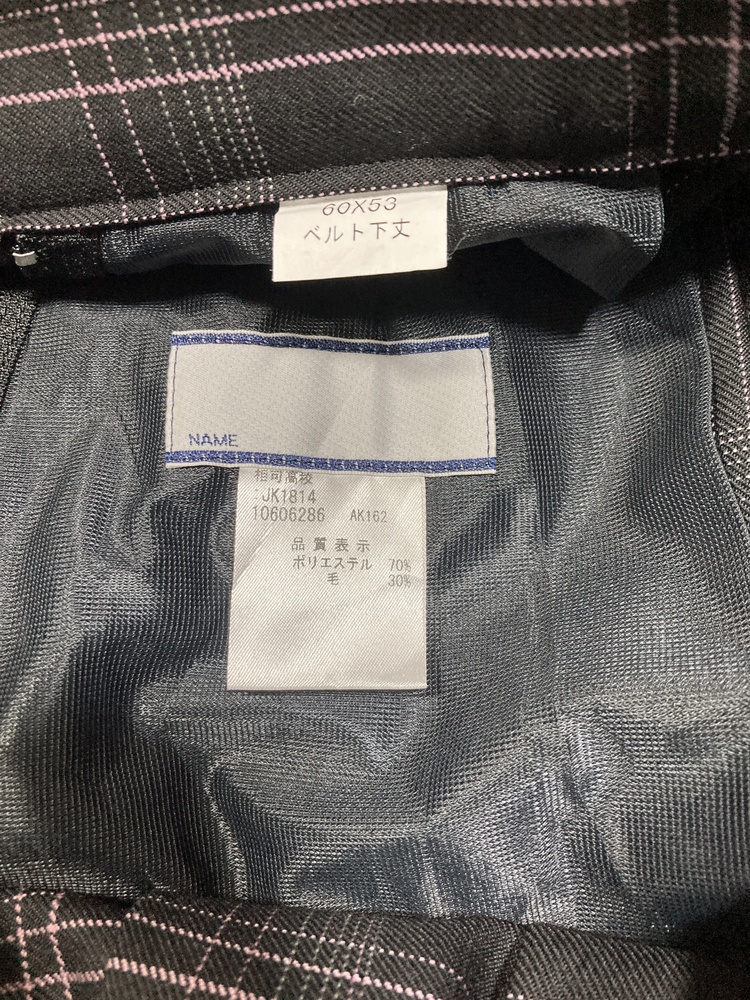 60X53
ベルト下丈
NAME
相可高校
:JK1814
10606286 AK162
品質表示
ポリエステル 70%
毛 30%